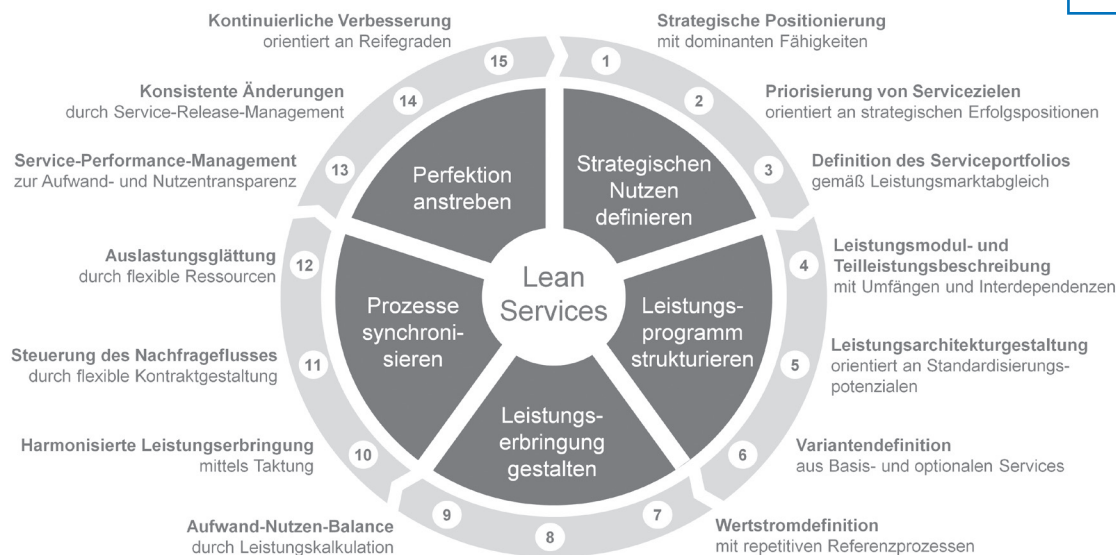 Strategische Positionierung
mit dominanten Fähigkeiten
1
Priorisierung von Servicezielen
orientiert an strategischen Erfolgspositionen
2
Definition des Serviceportfolios
gemäß Leistungsmarktabgleich
3
Leistungsmodul- und
Teilleistungsbeschreibung
mit Umfängen und Interdependenzen
4
Leistungsarchitekturgestaltung
orientiert an Standardisierungs-
potenzialen
5
Variantendefinition
aus Basis- und optionalen Services
6
Wertstromdefinition
mit repetitiven Referenzprozessen
7
8
Aufwand-Nutzen-Balance
durch Leistungskalkulation
9
Harmonisierte Leistungserbringung
mittels Taktung
10
Steuerung des Nachfrageflusses
durch flexible Kontraktgestaltung
11
Auslastungsglättung
durch flexible Ressourcen
12
Service-Performance-Management
zur Aufwand- und Nutzentransparenz
13
Konsistente Änderungen
durch Service-Release-Management
14
Kontinuierliche Verbesserung
orientiert an Reifegraden
15
Strategischen
Nutzen
definieren
Leistungs-
programm
strukturieren
Leistungs-
erbringung
gestalten
Prozesse
synchroni-
sieren
Perfektion
anstreben
Lean
Services